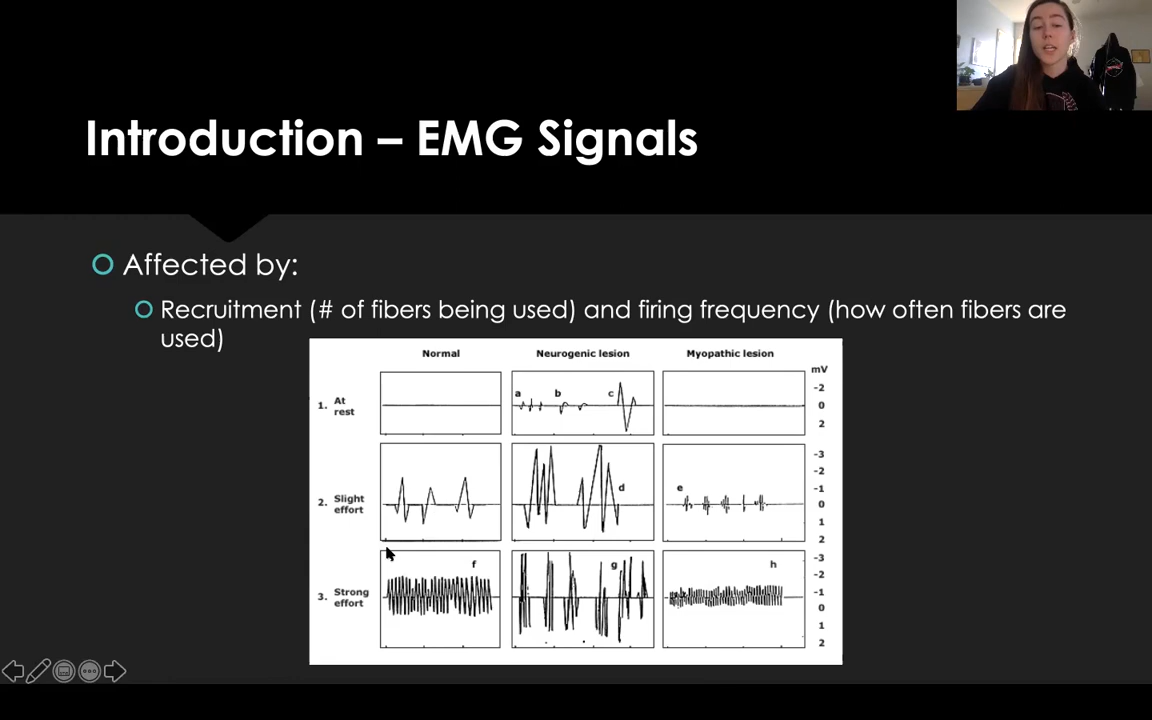 Introduction – EMG Signals
Affected by:
Recruitment (# of fibers being used) and firing frequency (how often fibers are
used)
Normal Neurogenic lesion Myopathic lesion
mV
1. At
rest
a b c
-2
0
2
2. Slight
effort
d
e
-3
-2
-1
0
1
2
3. Strong
effort
f
g
h
-3
-2
-1
0
1
2